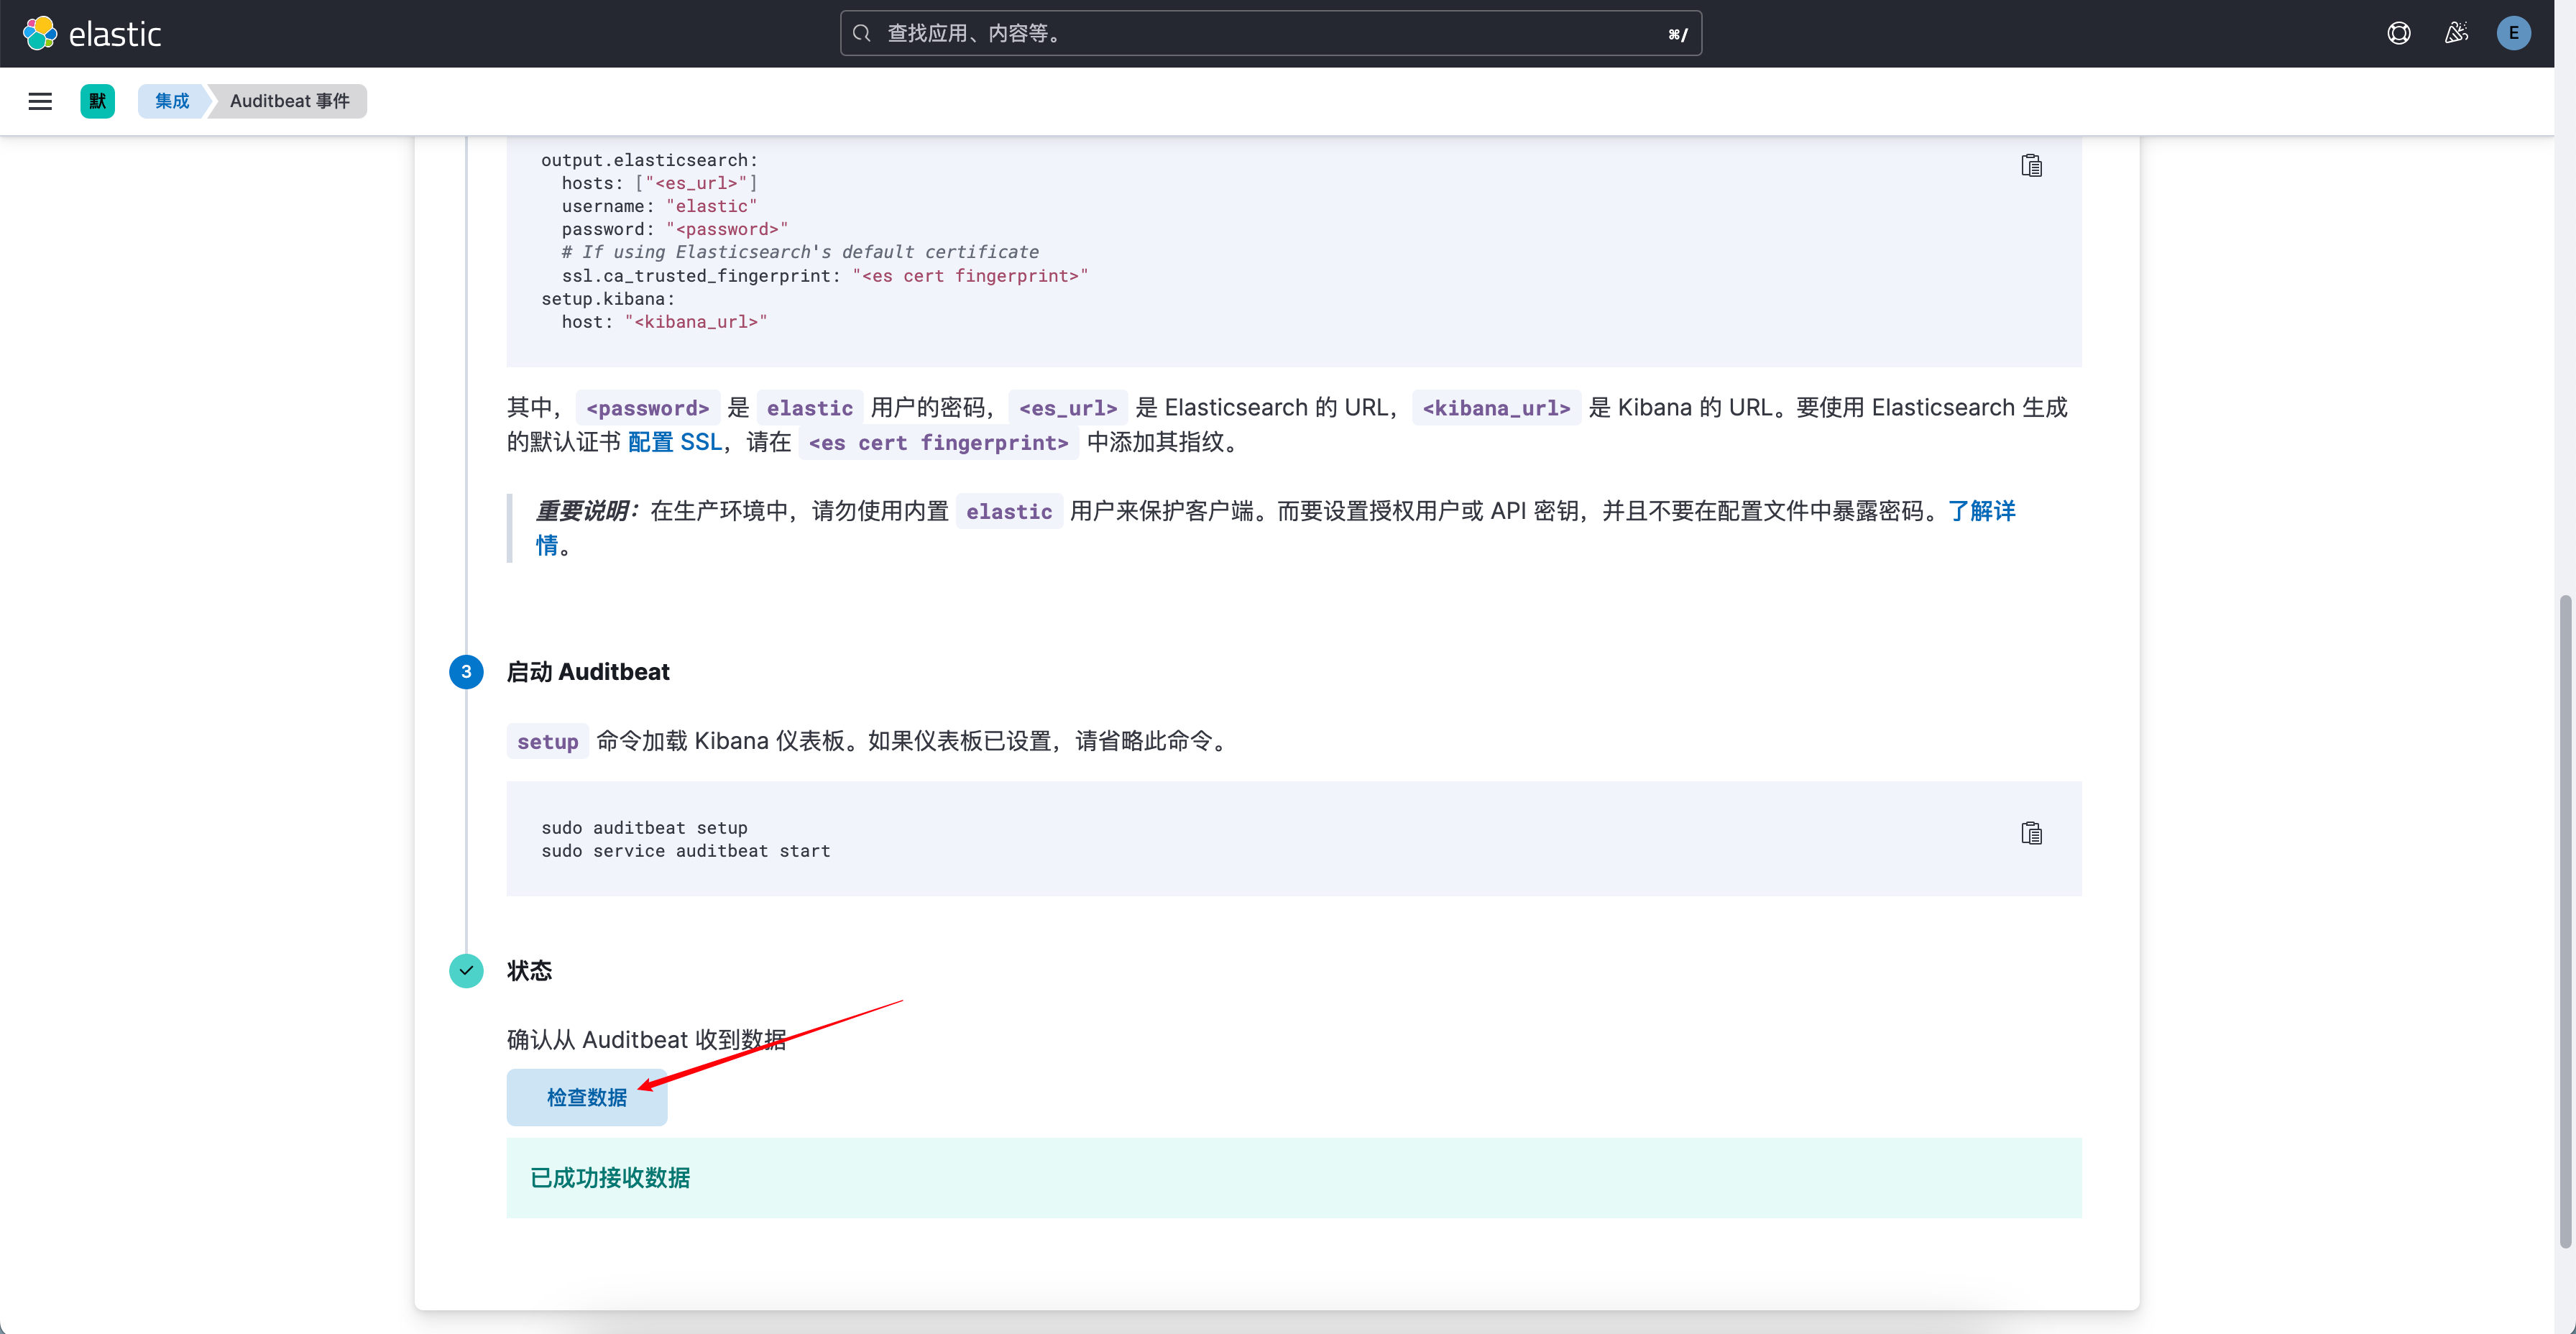 elastic
查找应用、内容等。
⌘/
E
默
集成
Auditbeat 事件
output.elasticsearch:
hosts: ["<es_url>"]
username: "elastic"
password: "<password>"
# If using Elasticsearch's default certificate
ssl.ca_trusted_fingerprint: "<es cert fingerprint>"
setup.kibana:
host: "<kibana_url>"
其中，<password> 是 elastic 用户的密码，<es_url> 是 Elasticsearch 的 URL，<kibana_url> 是 Kibana 的 URL。要使用 Elasticsearch 生成
的默认证书 配置 SSL，请在 <es cert fingerprint> 中添加其指纹。
重要说明：在生产环境中，请勿使用内置 elastic 用户来保护客户端。而要设置授权用户或 API 密钥，并且不要在配置文件中暴露密码。了解详
情。
3
启动 Auditbeat
setup 命令加载 Kibana 仪表板。如果仪表板已设置，请省略此命令。
sudo auditbeat setup
sudo service auditbeat start
状态
确认从 Auditbeat 收到数据
检查数据
已成功接收数据